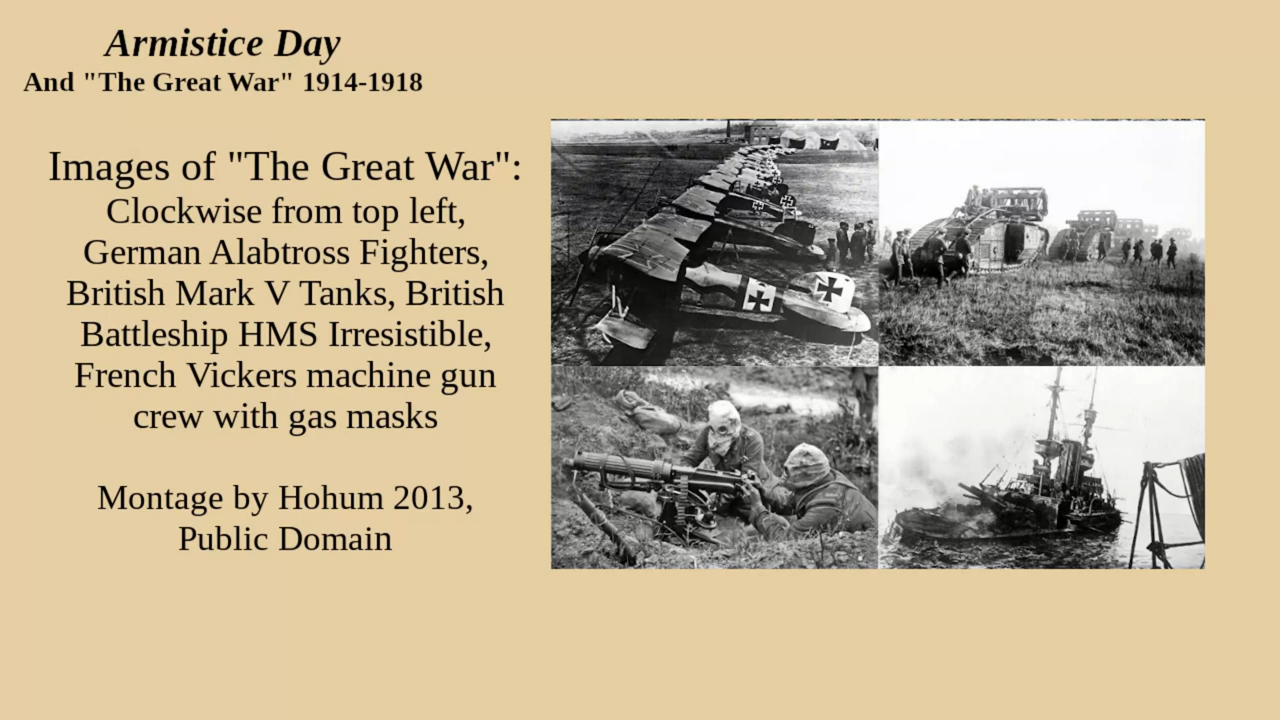 Armistice Day
And "The Great War" 1914-1918
Images of "The Great War":
Clockwise from top left,
German Alabtross Fighters,
British Mark V Tanks, British
Battleship HMS Irresistible,
French Vickers machine gun
crew with gas masks
Montage by Hohum 2013,
Public Domain